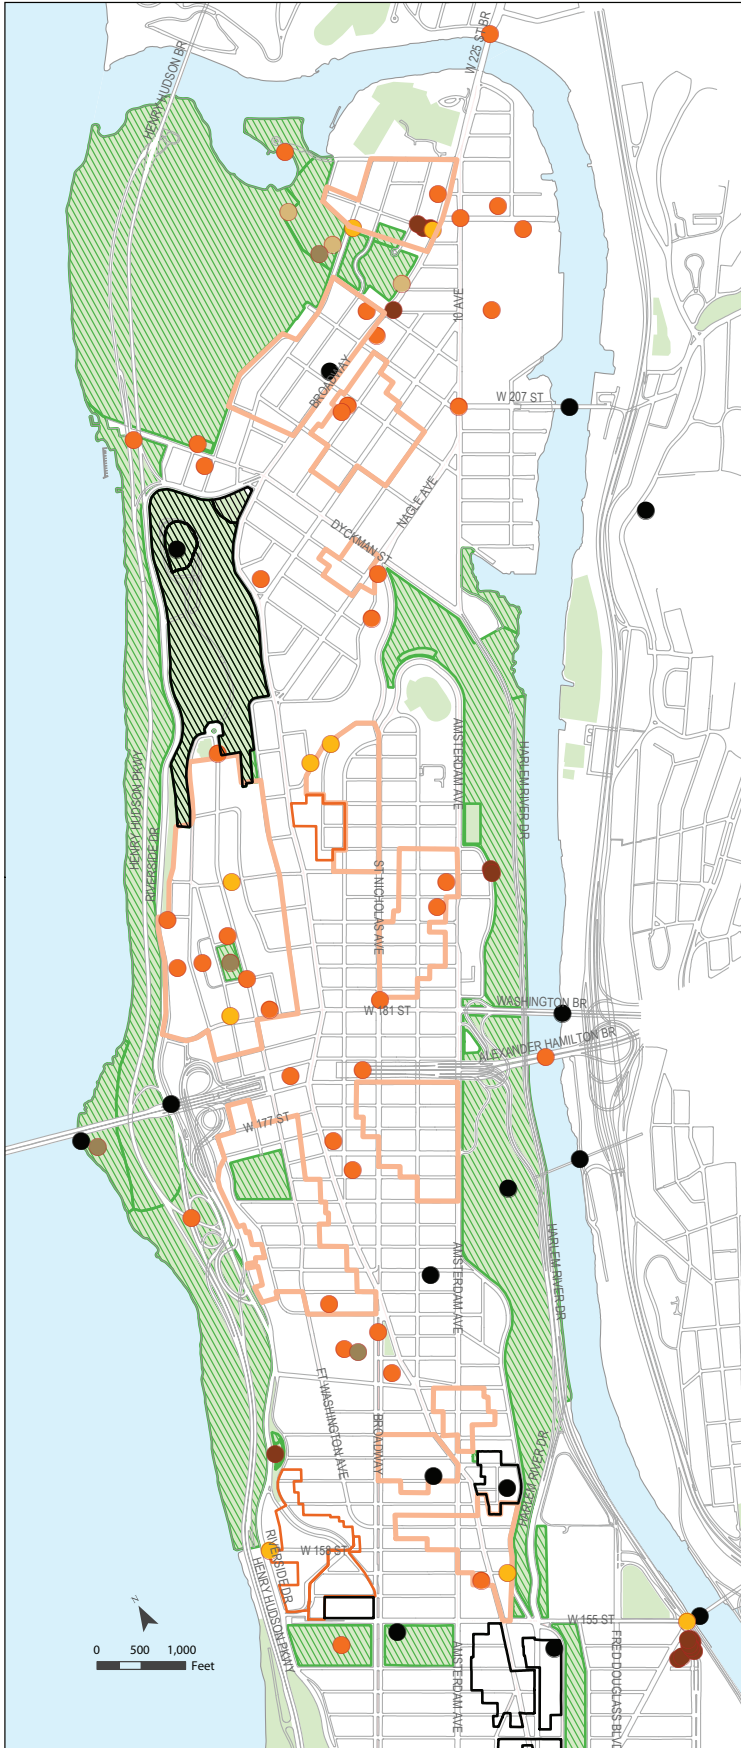 W 225 ST BR
HENRY HUDSON BR
10 AVE
BROADWAY
W 207 ST
NAGLE AVE
DYCKMAN ST
HENRY HUDSON PKWY
RIVERSIDE DR
AMSTERDAM AVE
HARLEM RIVER DR
ST NICHOLAS AVE
W 181 ST
WASHINGTON BR
ALEXANDER HAMILTON BR
W 177 ST
AMSTERDAM AVE
HARLEM RIVER DR
FT WASHINGTON AVE
BROADWAY
HARLEM RIVER DR
W 158 ST
RIVERSIDE DR
HENRY HUDSON PKWY
W 155 ST
AMSTERDAM AVE
FRED DOUGLASS BLVD
N
0 500 1,000
Feet